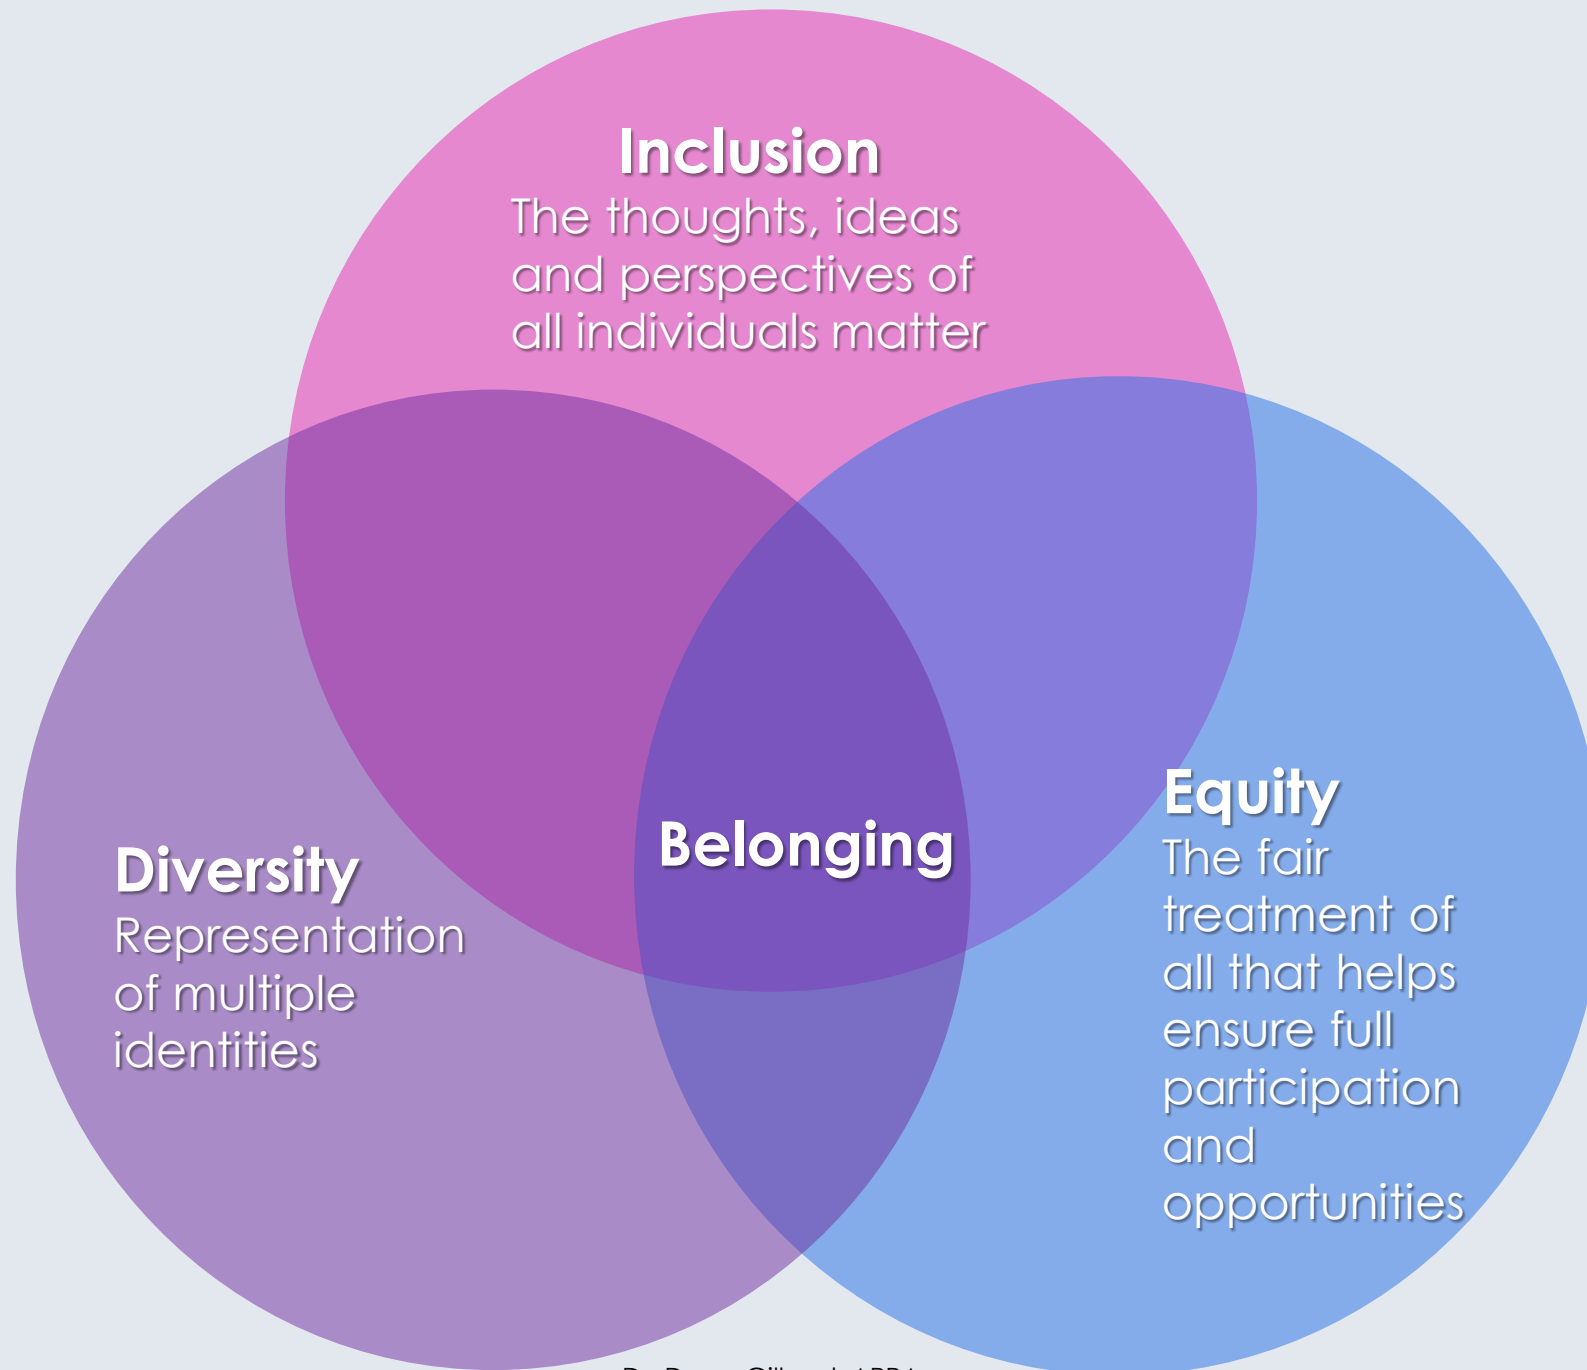 Inclusion
The thoughts, ideas
and perspectives of
all individuals matter
Diversity
Representation
of multiple
identities
Belonging
Equity
The fair
treatment of
all that helps
ensure full
participation
and
opportunities